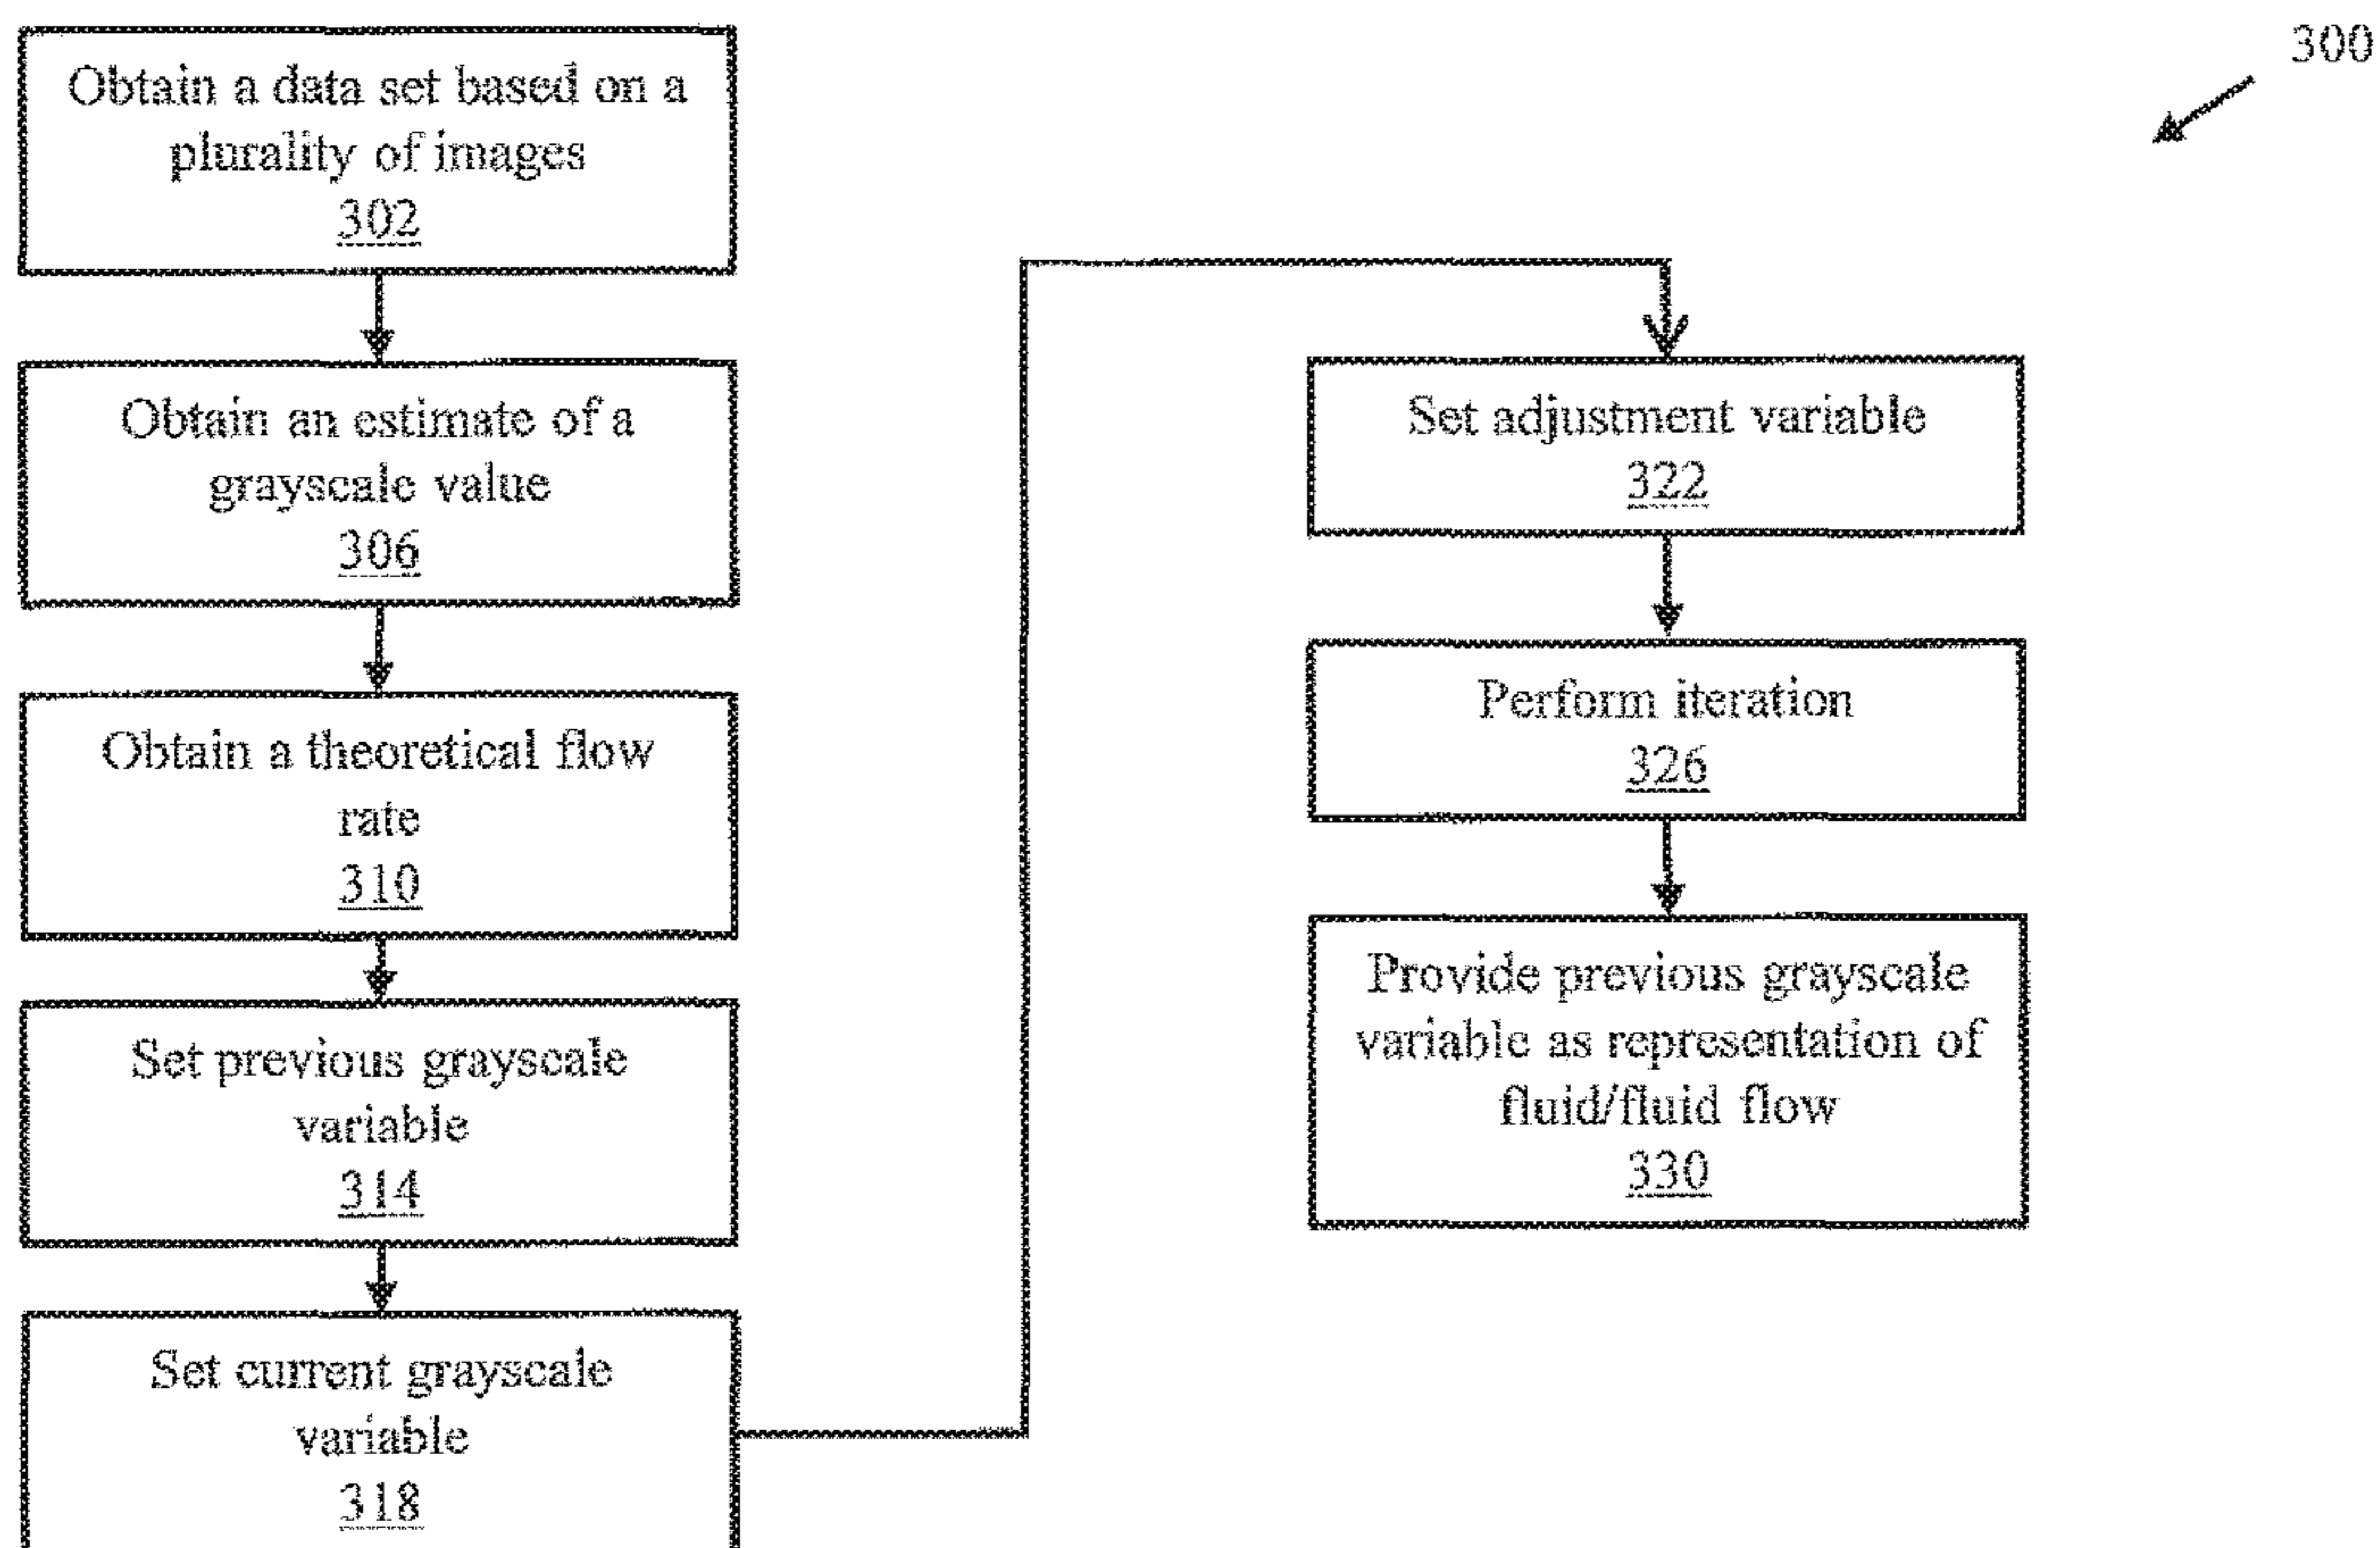 300
Obtain a data set based on a
plurality of images
302
Obtain an estimate of a
grayscale value
306
Obtain a theoretical flow
rate
310
Set previous grayscale
variable
314
Set current grayscale
variable
318
Set adjustment variable
322
Perform iteration
326
Provide previous grayscale
variable as representation of
fluid/fluid flow
330